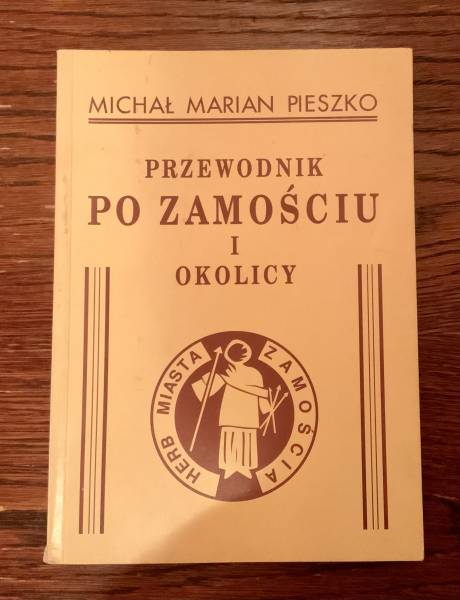 MICHAŁ MARIAN PIESZKO
PRZEWODNIK
PO ZAMOŚCIU
I
OKOLICY
HERB MIASTA ZAMOŚCIA